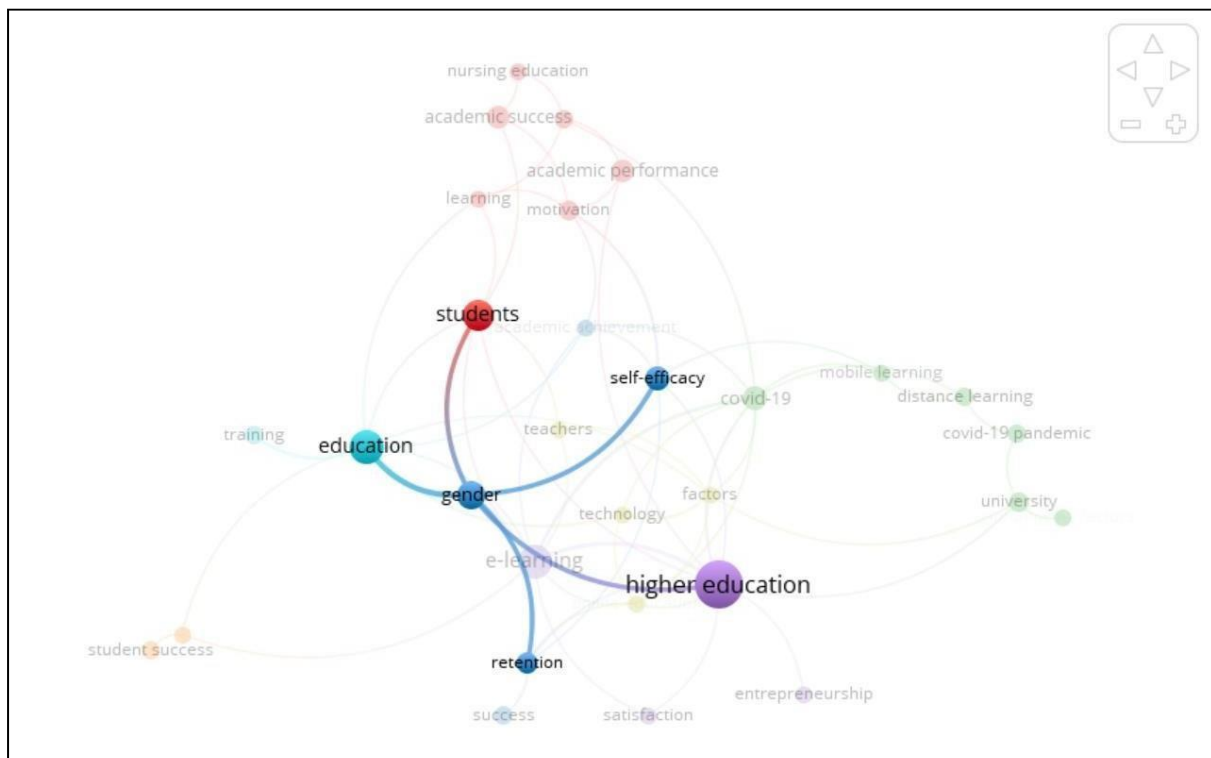 nursing education
academic success
academic performance
learning
motivation
students
academic achievement
self-efficacy
mobile learning
covid-19
distance learning
teachers
training
education
covid-19 pandemic
gender
factors
university
technology
e-learning
higher education
student success
retention
entrepreneurship
success
satisfaction